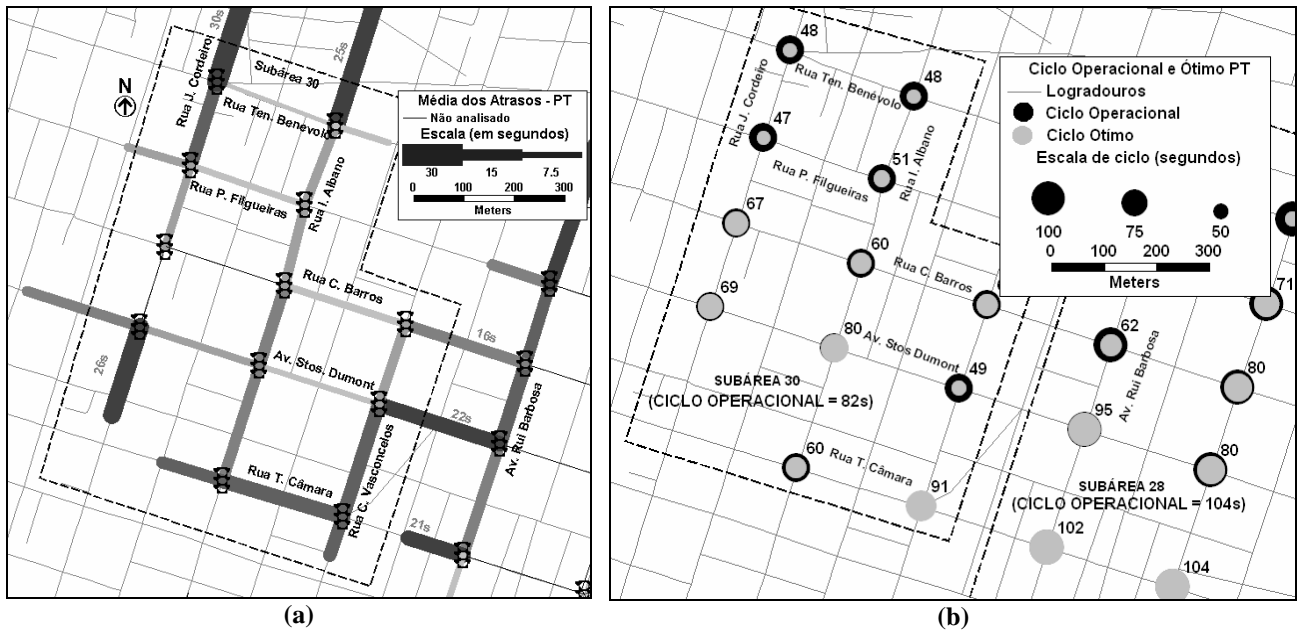 30s
25s
Subárea 30
N
Rua J. Cordeiro
Rua Ten. Benévolo
Média dos Atrasos - PT
Não analisado
Escala (em segundos)
30 15 7.5
0 100 200 300
Meters
Rua P. Filgueiras
Rua I. Albano
Rua C. Barros
16s
Av. Stos. Dumont
26s
22s
Av. Rui Barbosa
Rua T. Câmara
Rua C. Vasconcelos
21s
(a)
48
Rua J. Cordeiro
Rua Ten. Benévolo
48
Ciclo Operacional e Ótimo PT
Logradouros
Ciclo Operacional
Ciclo Otimo
Escala de ciclo (segundos)
100 75 50
0 100 200 300
Meters
47
51
Rua P. Filgueiras
Rua I. Albano
67
60
Rua C. Barros
71
69
80
Av. Stos Dumont
62
49
Av. Rui Barbosa
80
SUBÁREA 30
(CICLO OPERACIONAL = 82s)
95
80
60
Rua T. Câmara
91
SUBÁREA 28
(CICLO OPERACIONAL = 104s)
102
104
(b)